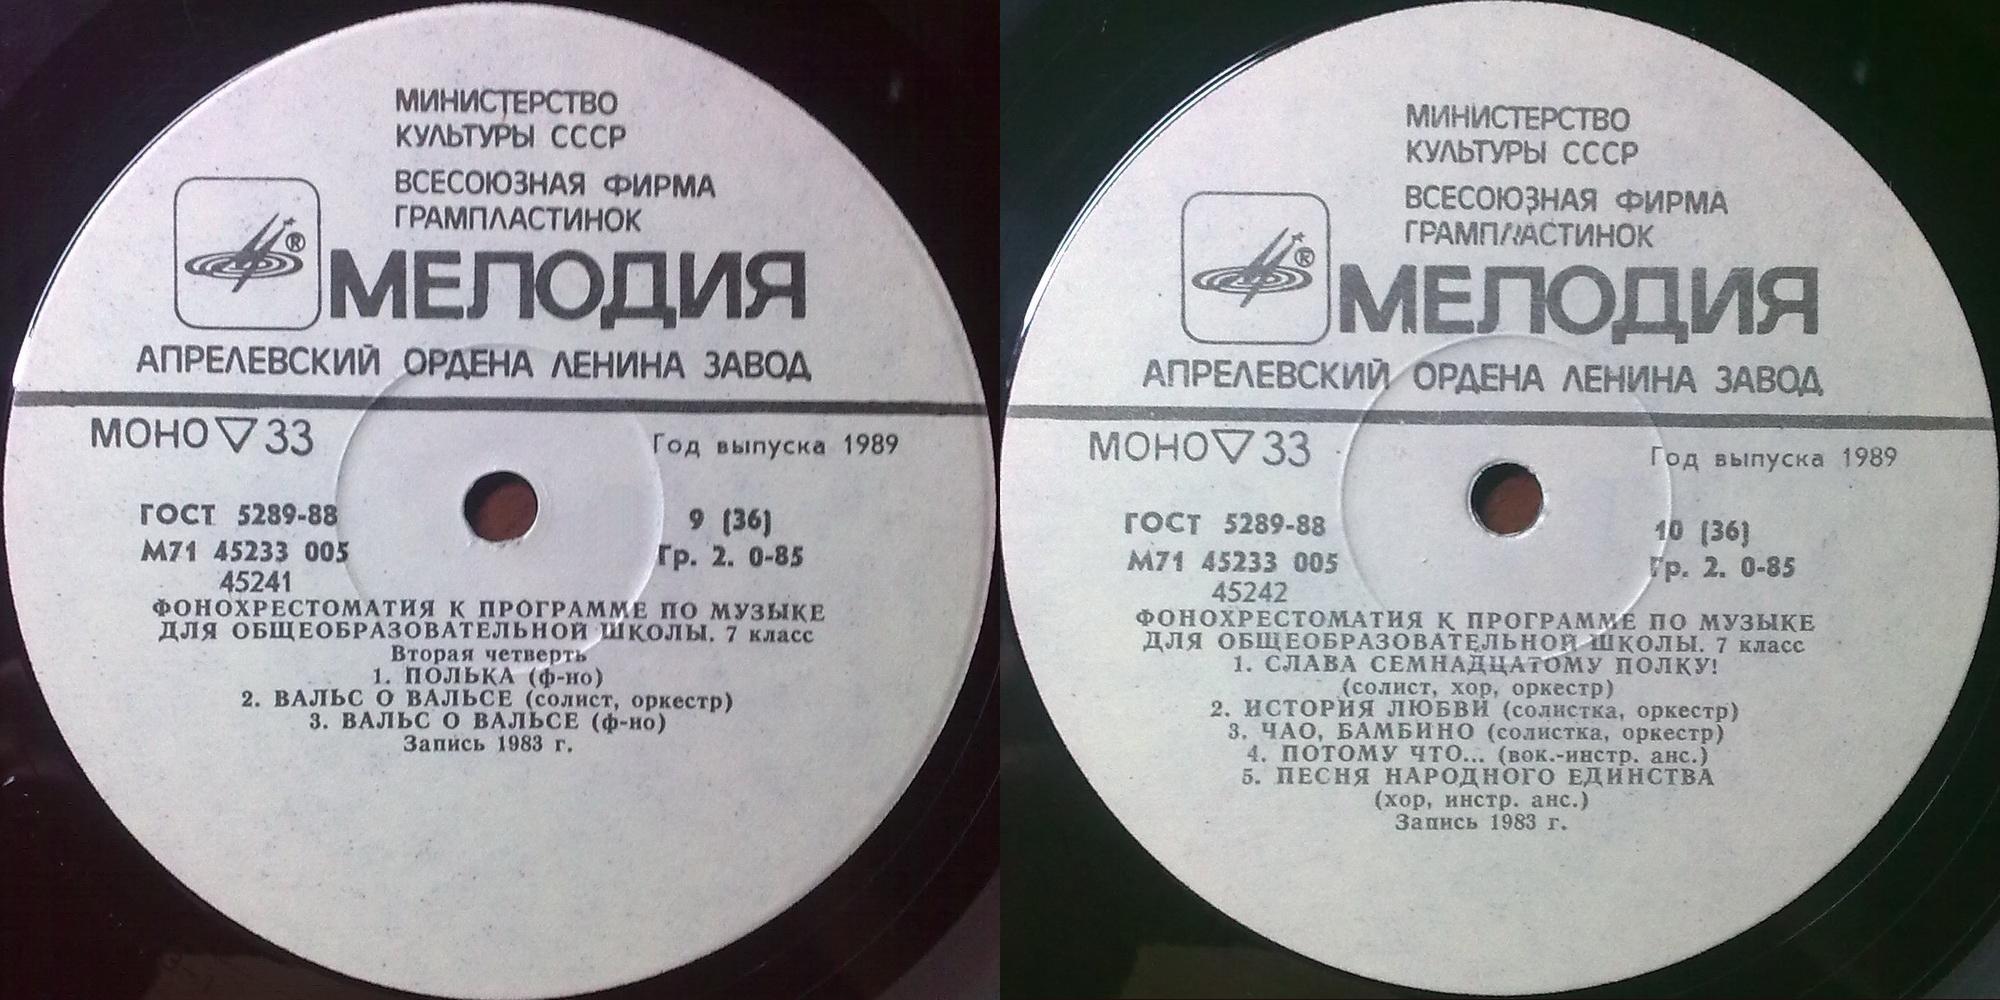 МИНИСТЕРСТВО
КУЛЬТУРЫ СССР
ВСЕСОЮЗНАЯ ФИРМА
ГРАМПЛАСТИНОК
®
МЕЛОДИЯ
АПРЕЛЕВСКИЙ ОРДЕНА ЛЕНИНА ЗАВОД
МОНО ▽ 33
Год выпуска 1989
ГОСТ 5289-88
9 (36)
М71 45233 005
Гр. 2. 0-85
45241
ФОНОХРЕСТОМАТИЯ К ПРОГРАММЕ ПО МУЗЫКЕ
ДЛЯ ОБЩЕОБРАЗОВАТЕЛЬНОЙ ШКОЛЫ. 7 класс
Вторая четверть
1. ПОЛЬКА (ф-но)
2. ВАЛЬС О ВАЛЬСЕ (солист, оркестр)
3. ВАЛЬС О ВАЛЬСЕ (ф-но)
Запись 1983 г.
МИНИСТЕРСТВО
КУЛЬТУРЫ СССР
ВСЕСОЮЗНАЯ ФИРМА
ГРАМПЛАСТИНОК
®
МЕЛОДИЯ
АПРЕЛЕВСКИЙ ОРДЕНА ЛЕНИНА ЗАВОД
МОНО ▽ 33
Год выпуска 1989
ГОСТ 5289-88
10 (36)
М71 45233 005
Гр. 2. 0-85
45242
ФОНОХРЕСТОМАТИЯ К ПРОГРАММЕ ПО МУЗЫКЕ
ДЛЯ ОБЩЕОБРАЗОВАТЕЛЬНОЙ ШКОЛЫ. 7 класс
1. СЛАВА СЕМНАДЦАТОМУ ПОЛКУ!
(солист, хор, оркестр)
2. ИСТОРИЯ ЛЮБВИ (солистка, оркестр)
3. ЧАО, БАМБИНО (солистка, оркестр)
4. ПОТОМУ ЧТО... (вок.-инстр. анс.)
5. ПЕСНЯ НАРОДНОГО ЕДИНСТВА
(хор, инстр. анс.)
Запись 1983 г.